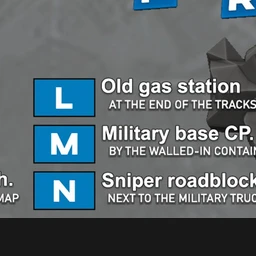 L
Old gas station
AT THE END OF THE TRACKS
M
Military base CP.
BY THE WALLED-IN CONTAIN
h.
MAP
N
Sniper roadblock
NEXT TO THE MILITARY TRUC